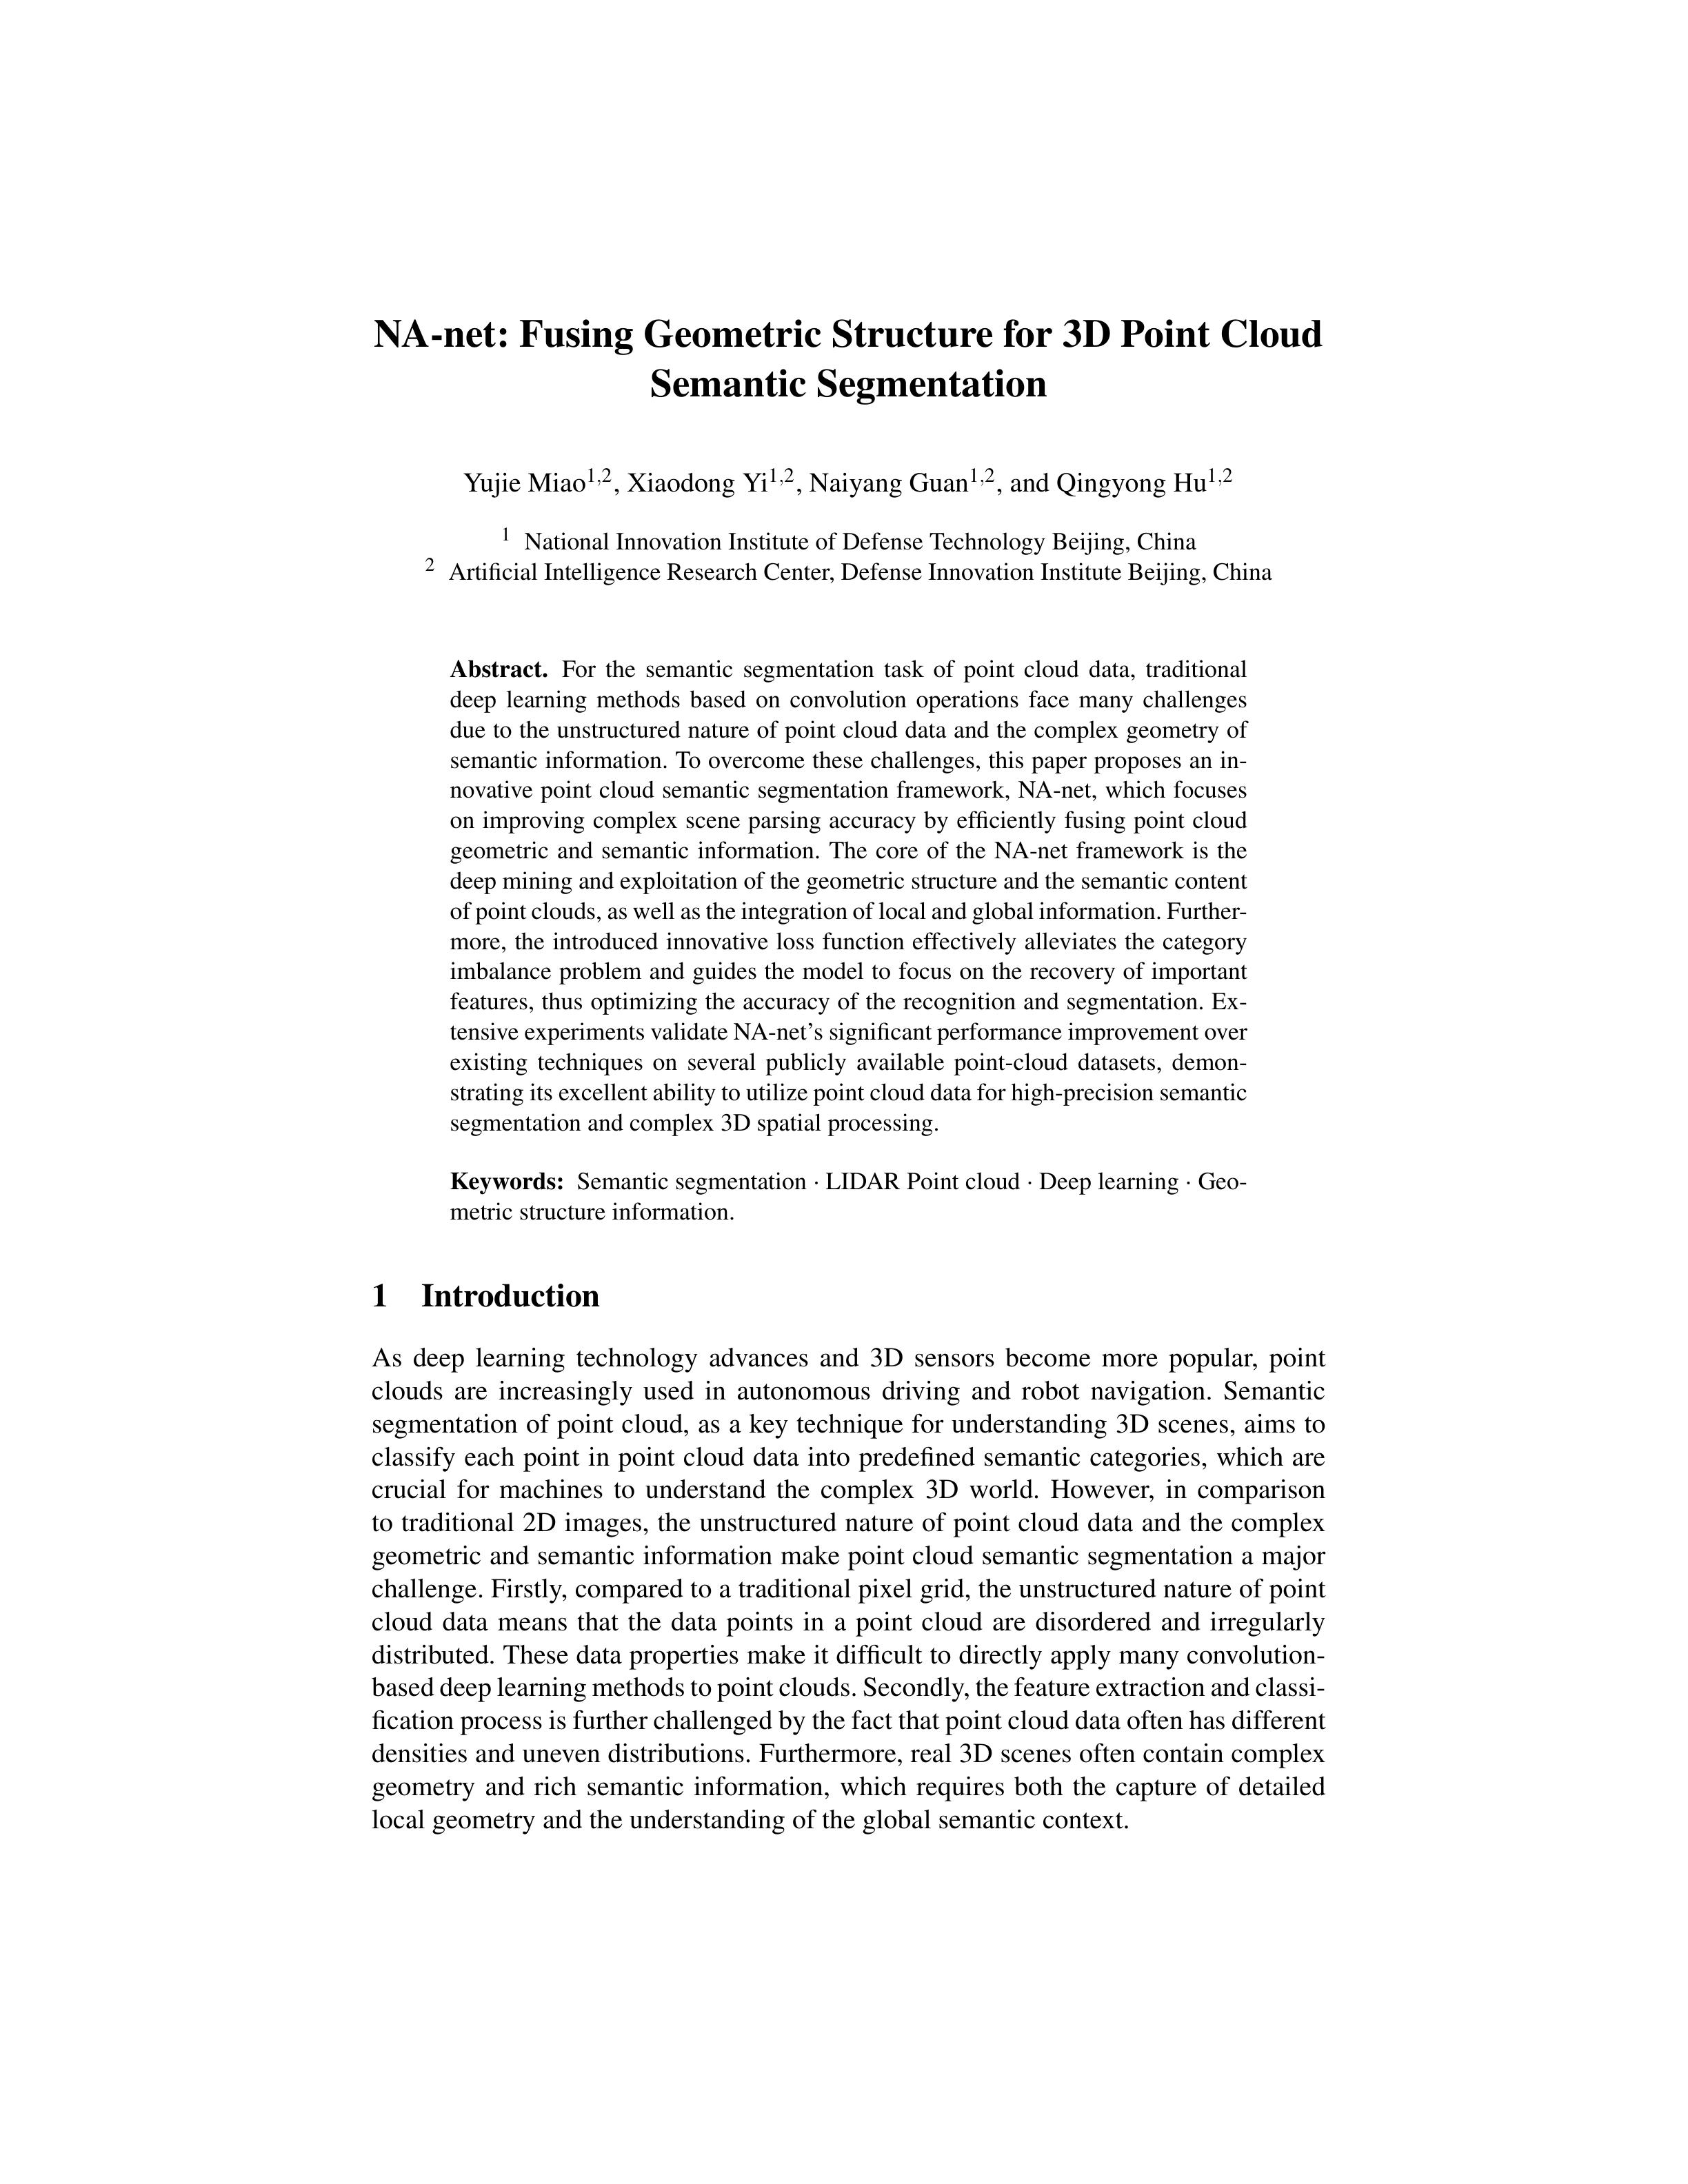 NA-net: Fusing Geometric Structure for 3D Point Cloud
Semantic Segmentation
Yujie Miao1,2, Xiaodong Yi1,2, Naiyang Guan1,2, and Qingyong Hu1,2
1 National Innovation Institute of Defense Technology Beijing, China
2 Artificial Intelligence Research Center, Defense Innovation Institute Beijing, China
Abstract. For the semantic segmentation task of point cloud data, traditional
deep learning methods based on convolution operations face many challenges
due to the unstructured nature of point cloud data and the complex geometry of
semantic information. To overcome these challenges, this paper proposes an in-
novative point cloud semantic segmentation framework, NA-net, which focuses
on improving complex scene parsing accuracy by efficiently fusing point cloud
geometric and semantic information. The core of the NA-net framework is the
deep mining and exploitation of the geometric structure and the semantic content
of point clouds, as well as the integration of local and global information. Further-
more, the introduced innovative loss function effectively alleviates the category
imbalance problem and guides the model to focus on the recovery of important
features, thus optimizing the accuracy of the recognition and segmentation. Ex-
tensive experiments validate NA-net's significant performance improvement over
existing techniques on several publicly available point-cloud datasets, demon-
strating its excellent ability to utilize point cloud data for high-precision semantic
segmentation and complex 3D spatial processing.
Keywords: Semantic segmentation · LIDAR Point cloud · Deep learning · Geo-
metric structure information.
1 Introduction
As deep learning technology advances and 3D sensors become more popular, point
clouds are increasingly used in autonomous driving and robot navigation. Semantic
segmentation of point cloud, as a key technique for understanding 3D scenes, aims to
classify each point in point cloud data into predefined semantic categories, which are
crucial for machines to understand the complex 3D world. However, in comparison
to traditional 2D images, the unstructured nature of point cloud data and the complex
geometric and semantic information make point cloud semantic segmentation a major
challenge. Firstly, compared to a traditional pixel grid, the unstructured nature of point
cloud data means that the data points in a point cloud are disordered and irregularly
distributed. These data properties make it difficult to directly apply many convolution-
based deep learning methods to point clouds. Secondly, the feature extraction and classi-
fication process is further challenged by the fact that point cloud data often has different
densities and uneven distributions. Furthermore, real 3D scenes often contain complex
geometry and rich semantic information, which requires both the capture of detailed
local geometry and the understanding of the global semantic context.